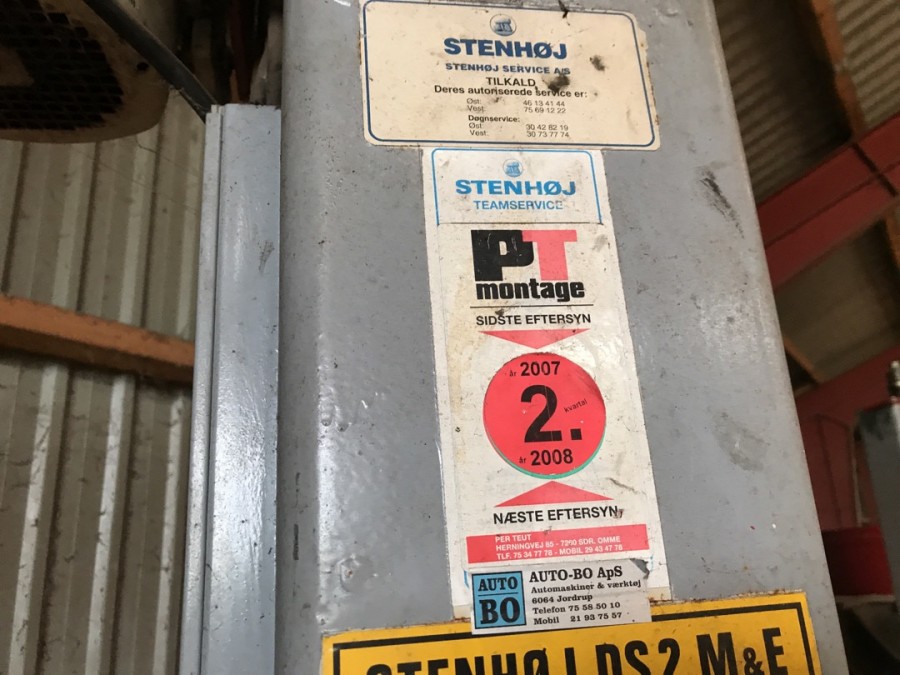 STENHØJ
STENHØJ SERVICE A/S
TILKALD
Deres autoriserede service er:
Øst: 46 13 41 44
Vest: 75 69 12 22
Døgnservice:
Øst: 30 42 82 19
Vest: 30 73 77 74
STENHØJ
TEAMSERVICE
PT
montage
SIDSTE EFTERSYN
år 2007
2. kvartal
år 2008
NÆSTE EFTERSYN
PER TEUT
HERNINGVEJ 85 - 7200 SDR. OMME
TLF. 75 34 77 78 - MOBIL 29 43 47 78
AUTO
BO
AUTO-BO ApS
Automaskiner & værktøj
6064 Jordrup
Telefon 75 58 50 10
Mobil 21 93 75 57
STENHØJ DS2 M&E